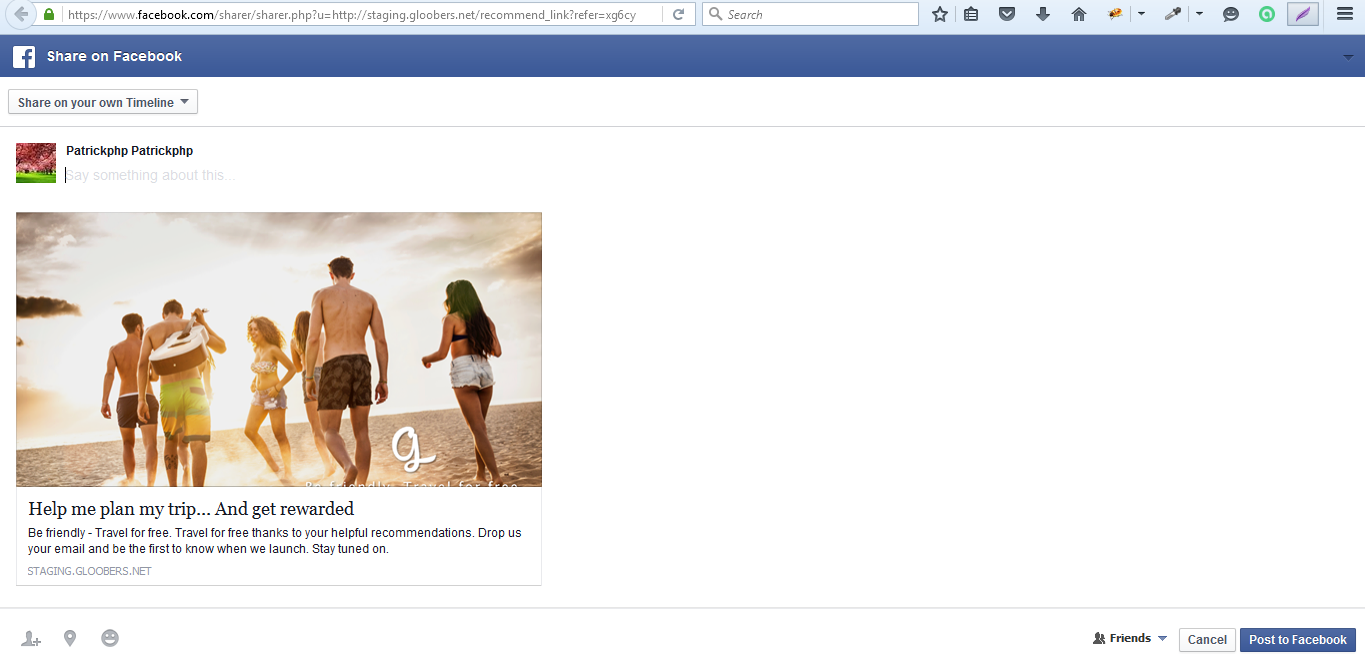 https://www.facebook.com/sharer/sharer.php?u=http://staging.gloobers.net/recommend_link?refer=xg6cy
Search
Share on Facebook
Share on your own Timeline
Patrickphp Patrickphp
Say something about this...
g
Be friendly. Travel for free
Help me plan my trip... And get rewarded
Be friendly - Travel for free. Travel for free thanks to your helpful recommendations. Drop us
your email and be the first to know when we launch. Stay tuned on.
STAGING.GLOOBERS.NET
Friends
Cancel
Post to Facebook